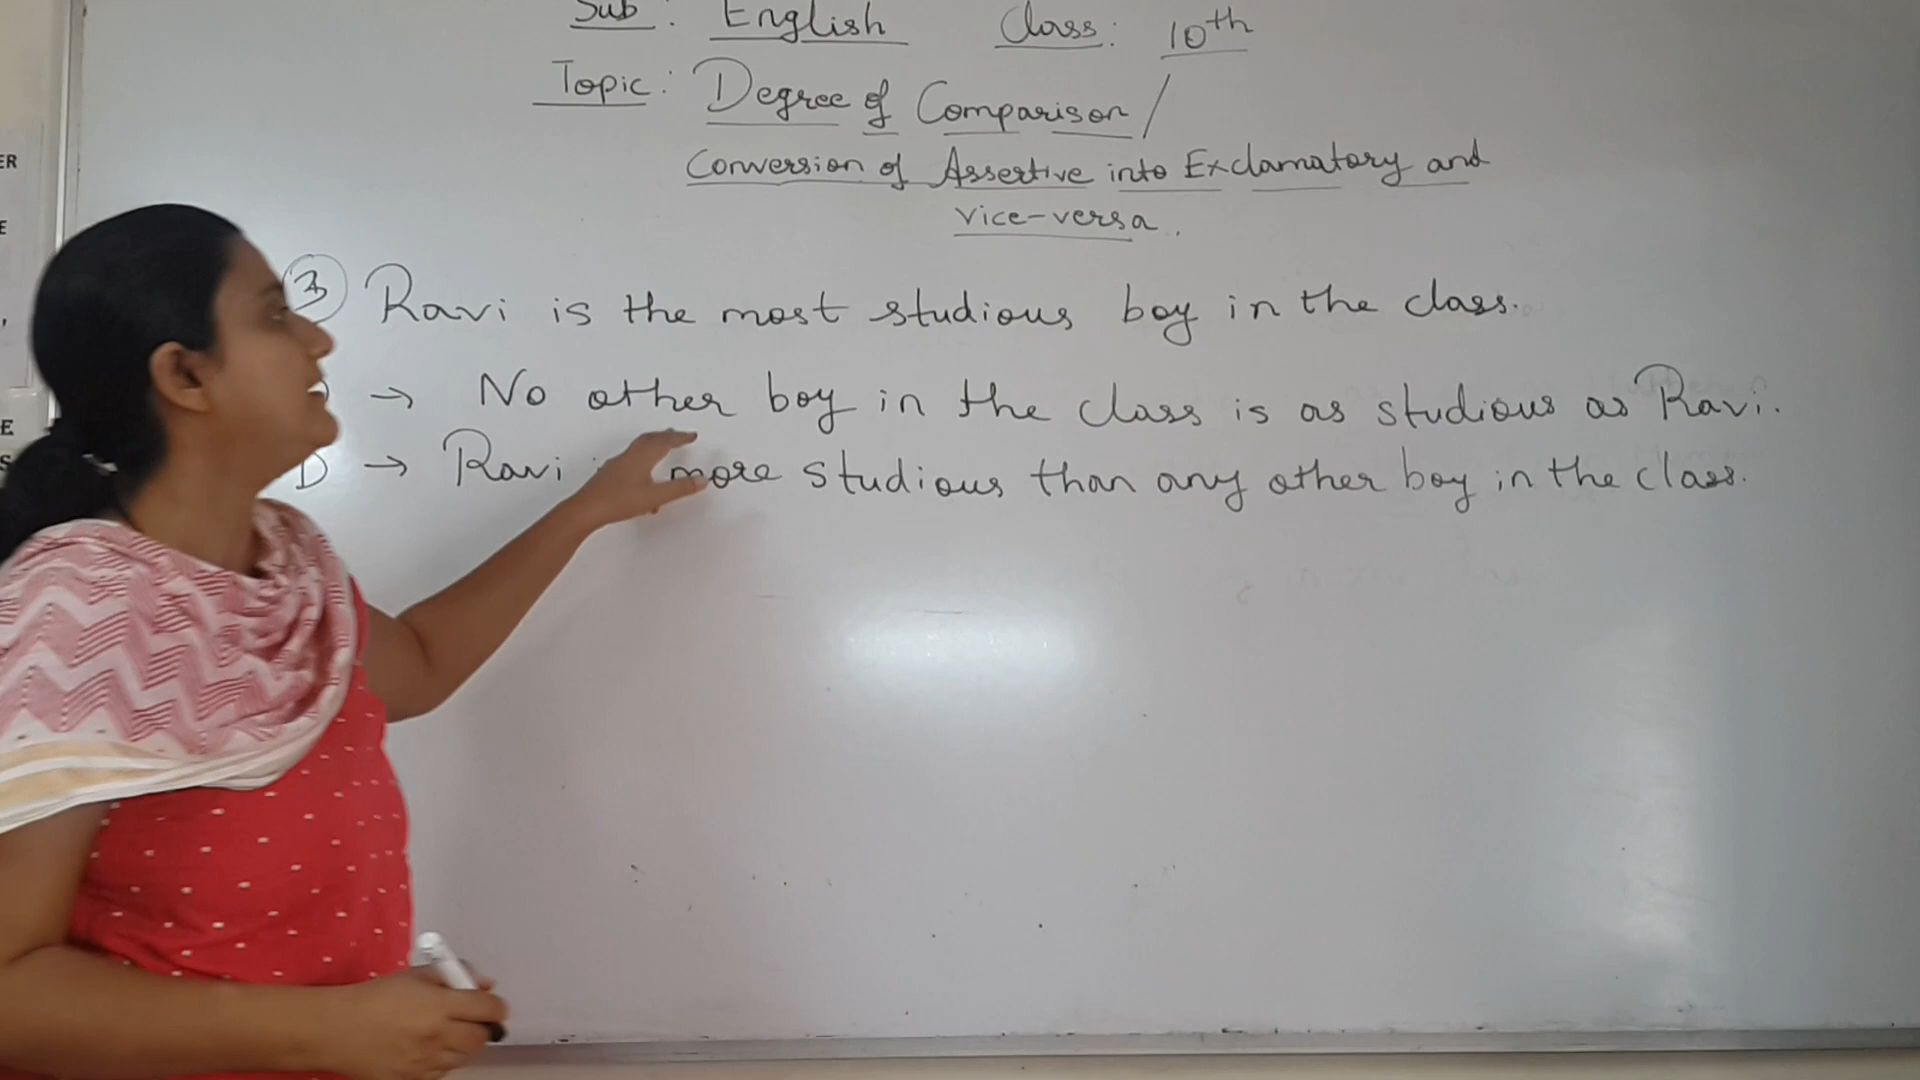 Sub : English Class : 10th
Topic : Degree of Comparison /
Conversion of Assertive into Exclamatory and
vice-versa.
3 Ravi is the most studious boy in the class.
→ No other boy in the class is as studious as Ravi.
D → Ravi more studious than any other boy in the class.
ER
E
,
E
S